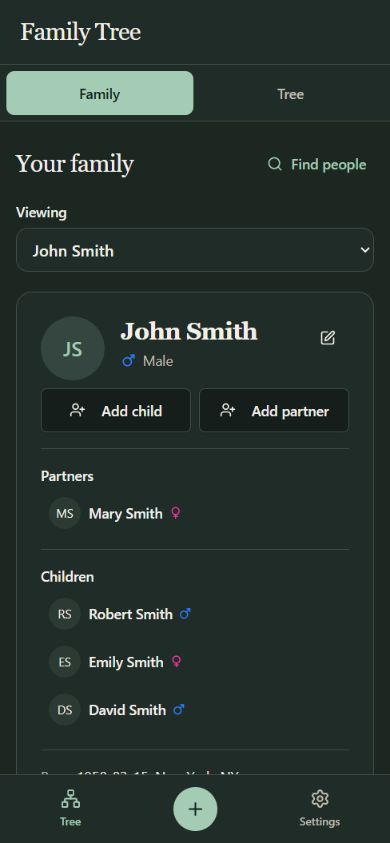 Family Tree
Family Tree
Your family Find people
Viewing
John Smith
JS John Smith
Male
Add child Add partner
Partners
MS Mary Smith
Children
RS Robert Smith
ES Emily Smith
DS David Smith
Tree Settings